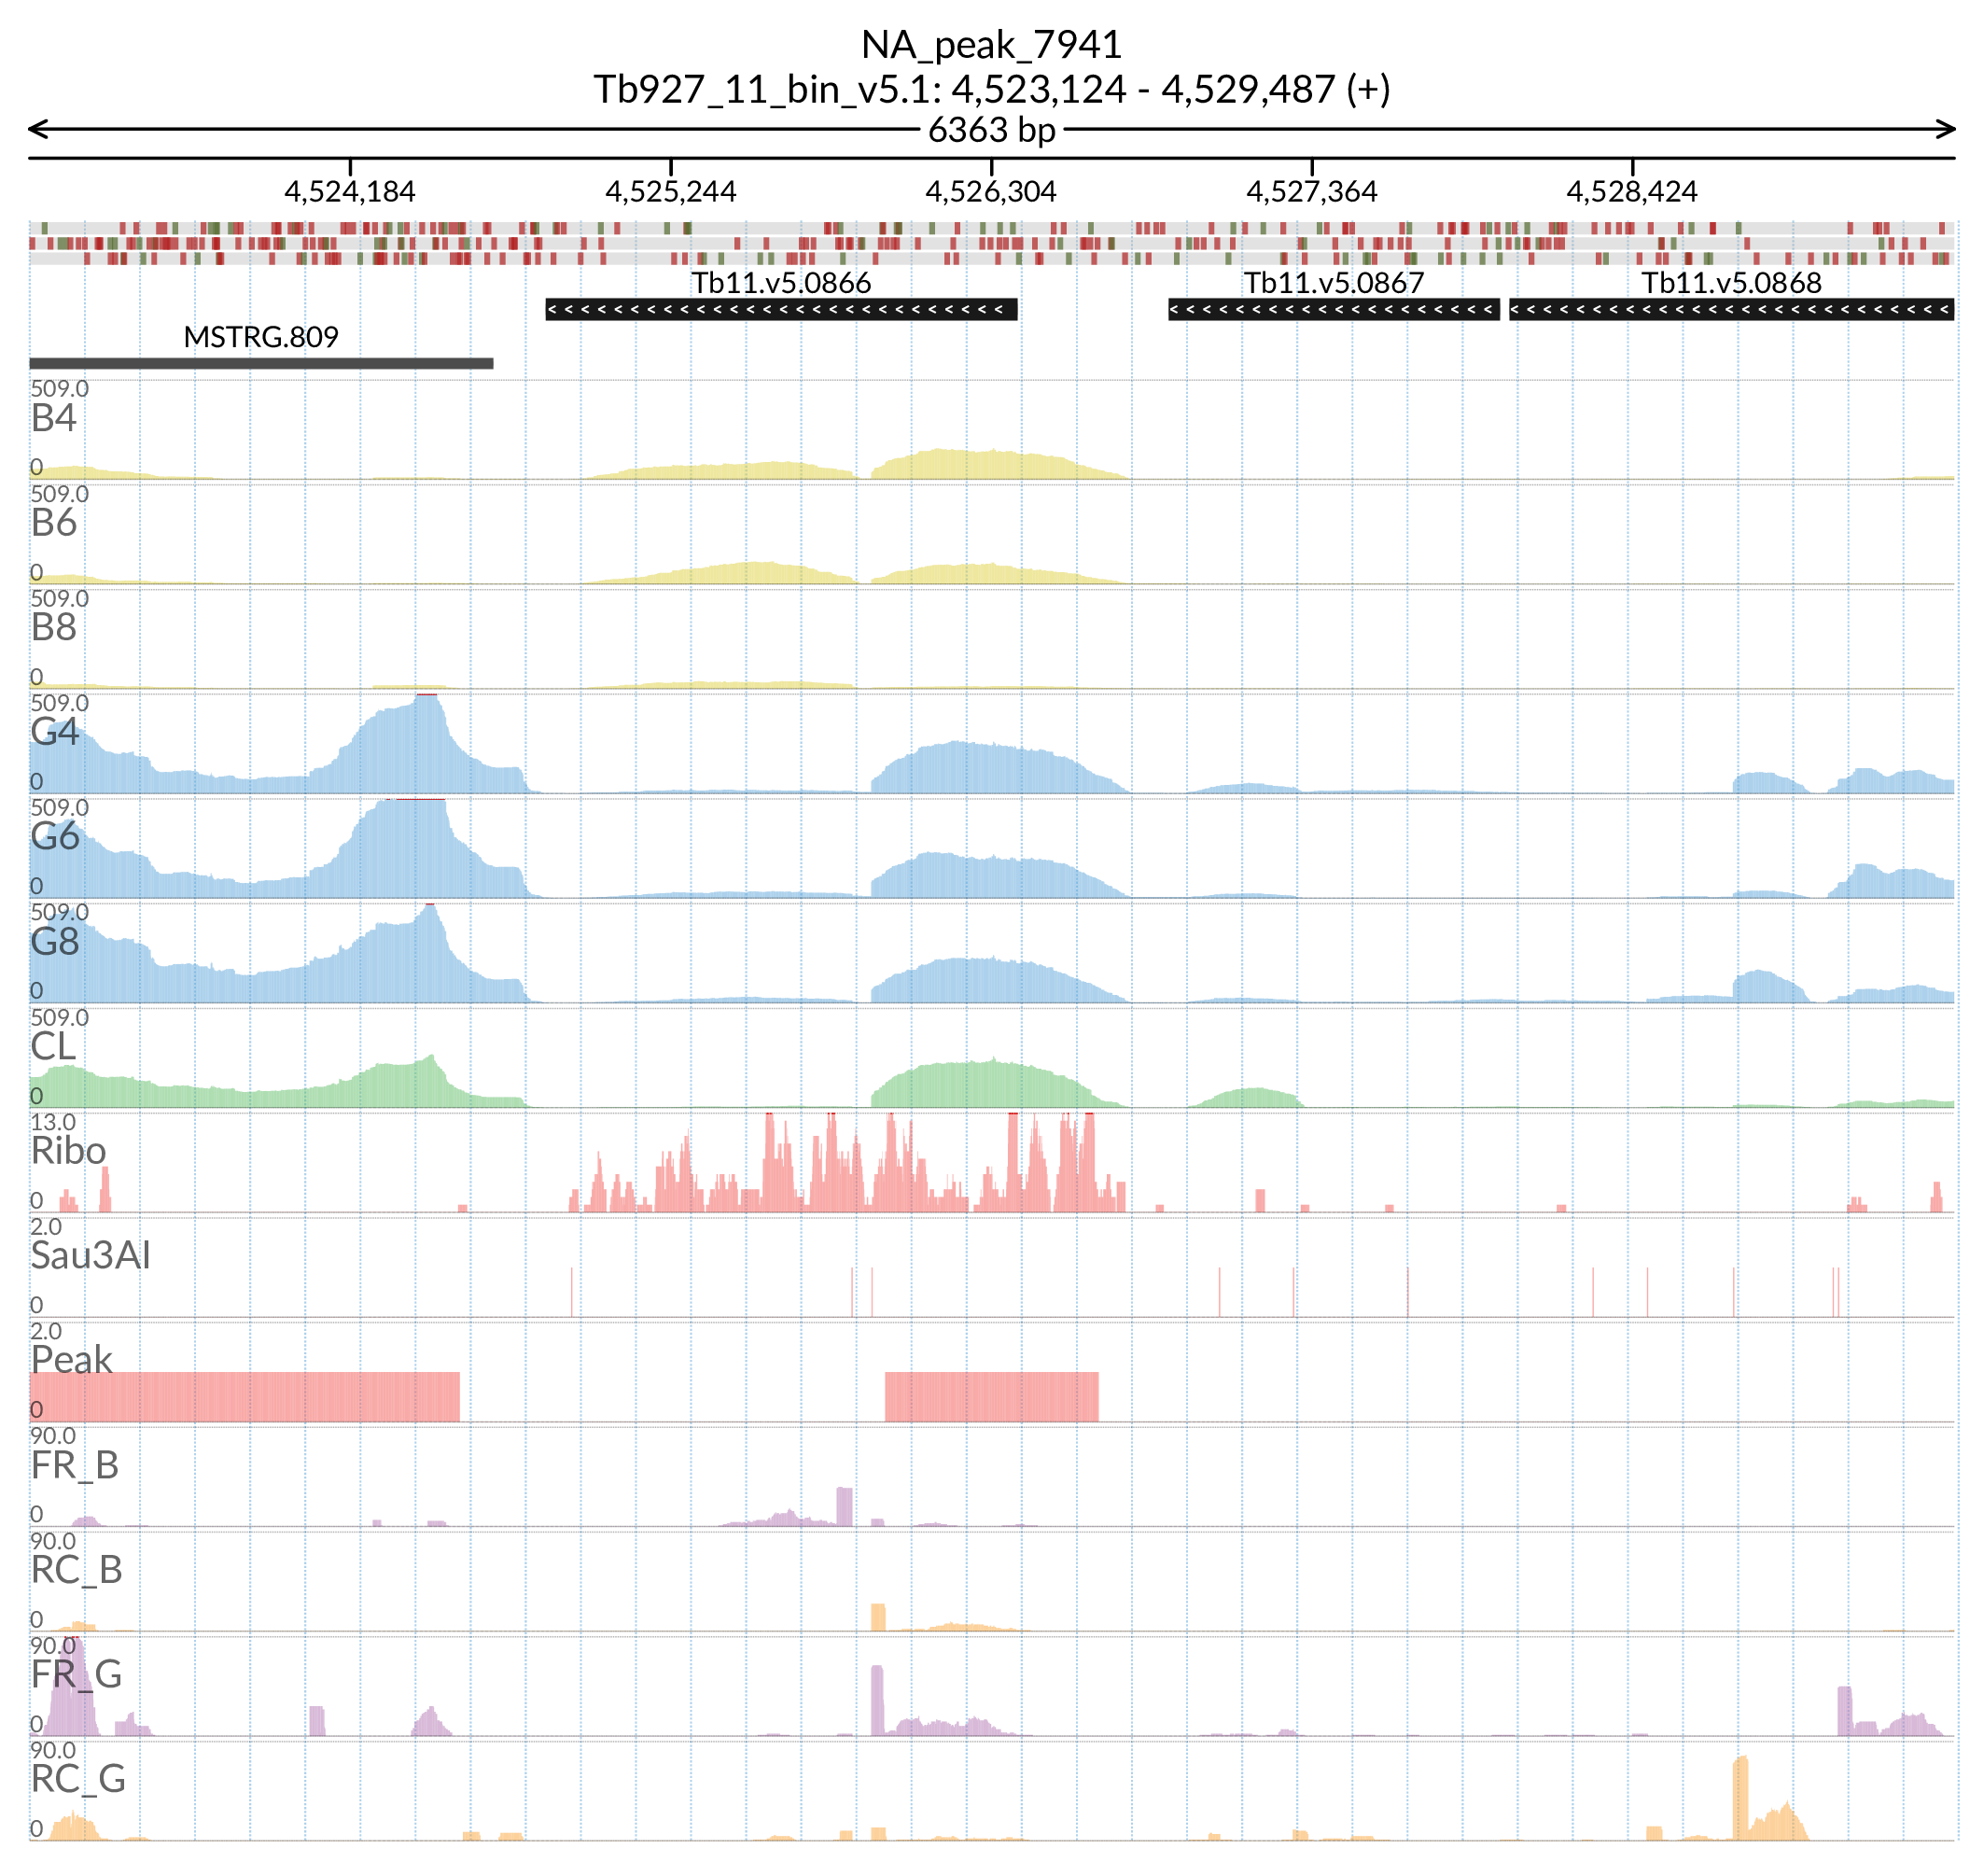 NA_peak_7941
Tb927_11_bin_v5.1: 4,523,124 - 4,529,487 (+)
6363 bp
4,524,184 4,525,244 4,526,304 4,527,364 4,528,424
Tb11.v5.0866 Tb11.v5.0867 Tb11.v5.0868
MSTRG.809
509.0
B4
0
509.0
B6
0
509.0
B8
0
509.0
G4
0
509.0
G6
0
509.0
G8
0
509.0
CL
0
13.0
Ribo
0
2.0
Sau3AI
0
2.0
Peak
0
90.0
FR_B
0
90.0
RC_B
0
90.0
FR_G
0
90.0
RC_G
0